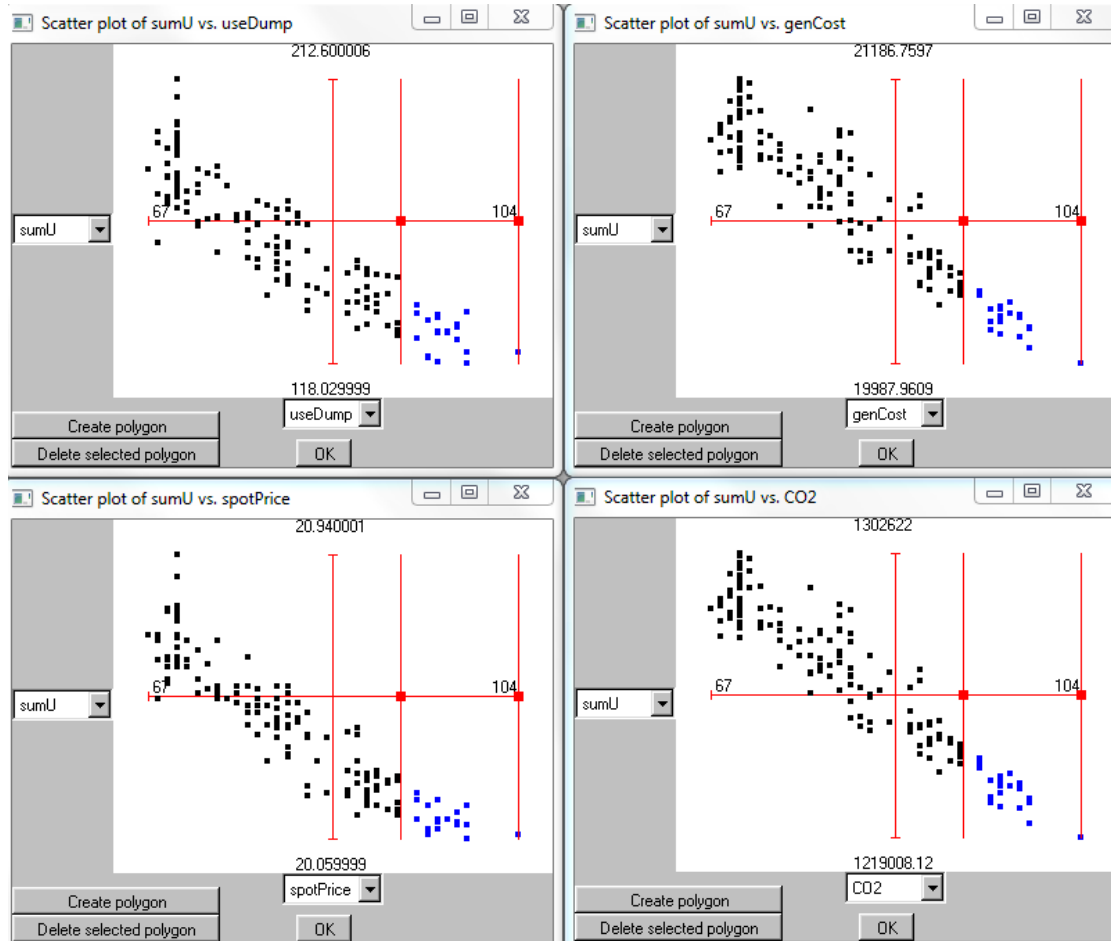 Scatter plot of sumU vs. useDump
212.600006
67
104
sumU
118.029999
useDump
Create polygon
Delete selected polygon
OK
Scatter plot of sumU vs. genCost
21186.7597
67
104
sumU
19987.9609
genCost
Create polygon
Delete selected polygon
OK
Scatter plot of sumU vs. spotPrice
20.940001
67
104
sumU
20.059999
spotPrice
Create polygon
Delete selected polygon
OK
Scatter plot of sumU vs. CO2
1302622
67
104
sumU
1219008.12
CO2
Create polygon
Delete selected polygon
OK